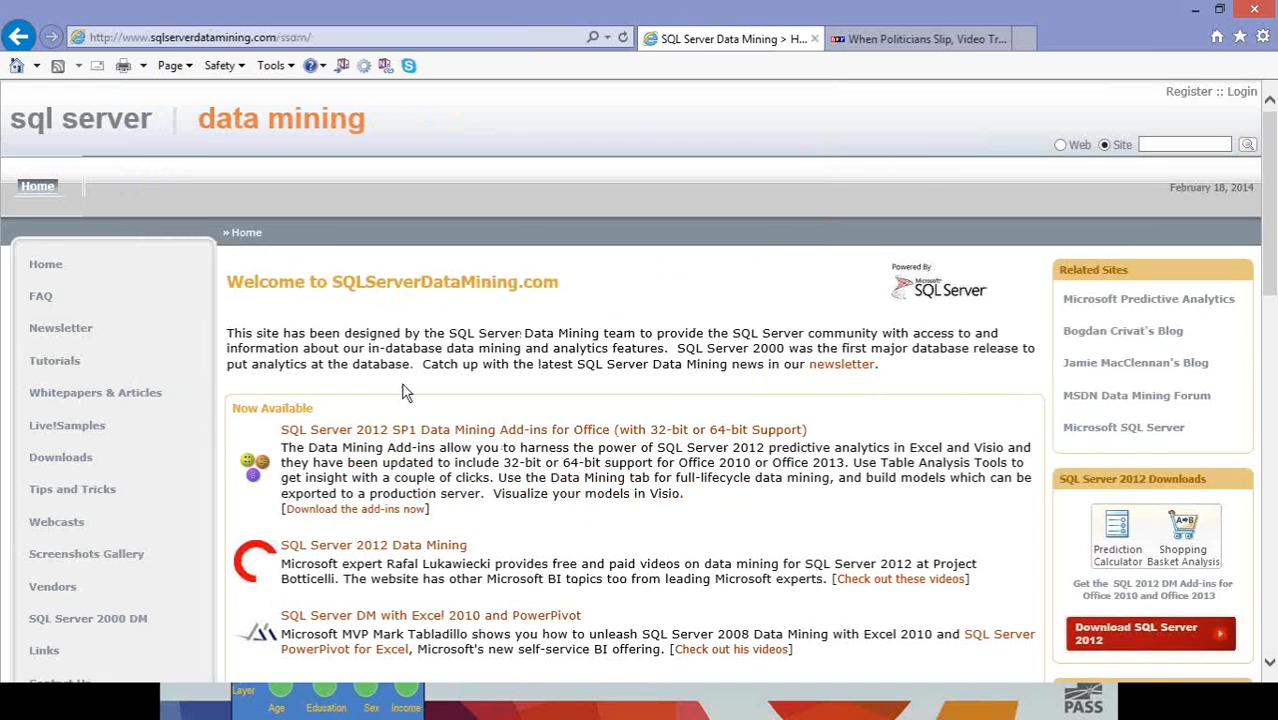 http://www.sqlserverdatamining.com/ssdm/
SQL Server Data Mining > H...
When Politicians Slip, Video Tr...
Page
Safety
Tools
Register :: Login
sql server | data mining
Web
Site
Home
February 18, 2014
» Home
Home
FAQ
Newsletter
Tutorials
Whitepapers & Articles
Live!Samples
Downloads
Tips and Tricks
Webcasts
Screenshots Gallery
Vendors
SQL Server 2000 DM
Links
Welcome to SQLServerDataMining.com
Powered By
Microsoft
SQL Server
This site has been designed by the SQL Server Data Mining team to provide the SQL Server community with access to and
information about our in-database data mining and analytics features. SQL Server 2000 was the first major database release to
put analytics at the database. Catch up with the latest SQL Server Data Mining news in our newsletter.
Now Available
SQL Server 2012 SP1 Data Mining Add-ins for Office (with 32-bit or 64-bit Support)
The Data Mining Add-ins allow you to harness the power of SQL Server 2012 predictive analytics in Excel and Visio and
they have been updated to include 32-bit or 64-bit support for Office 2010 or Office 2013. Use Table Analysis Tools to
get insight with a couple of clicks. Use the Data Mining tab for full-lifecycle data mining, and build models which can be
exported to a production server. Visualize your models in Visio.
[Download the add-ins now]
SQL Server 2012 Data Mining
Microsoft expert Rafal Lukawiecki provides free and paid videos on data mining for SQL Server 2012 at Project
Botticelli. The website has other Microsoft BI topics too from leading Microsoft experts. [Check out these videos]
SQL Server DM with Excel 2010 and PowerPivot
Microsoft MVP Mark Tabladillo shows you how to unleash SQL Server 2008 Data Mining with Excel 2010 and SQL Server
PowerPivot for Excel, Microsoft's new self-service BI offering. [Check out his videos]
Related Sites
Microsoft Predictive Analytics
Bogdan Crivat's Blog
Jamie MacClennan's Blog
MSDN Data Mining Forum
Microsoft SQL Server
SQL Server 2012 Downloads
A>B
Prediction Calculator
Shopping Basket Analysis
Get the SQL 2012 DM Add-ins for
Office 2010 and Office 2013
Download SQL Server
2012
Layer
Age
Education
Sex
Income
PASS